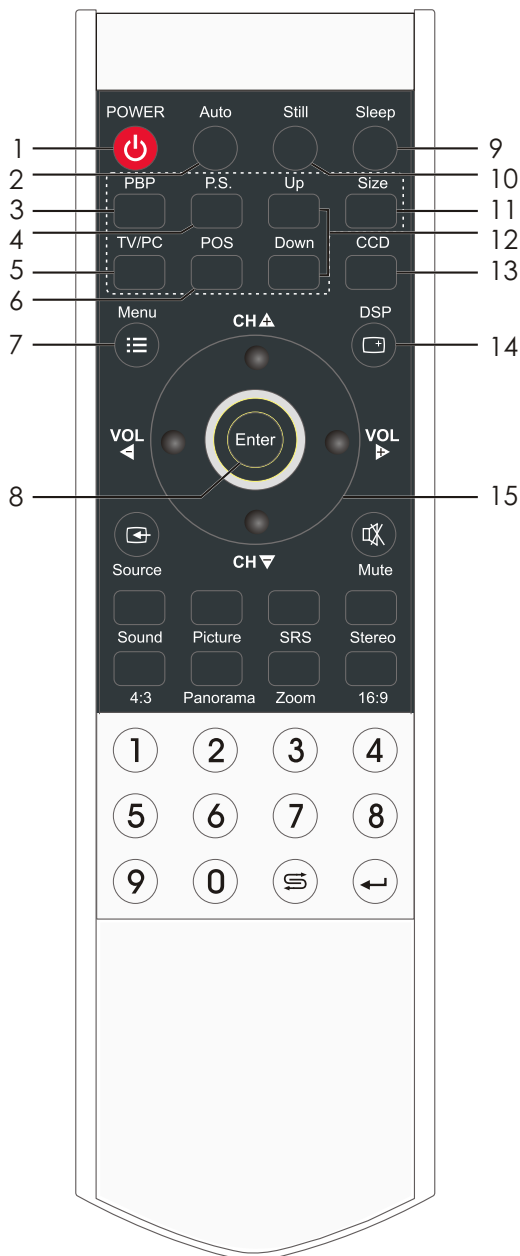 POWER Auto Still Sleep
1 9
2 10
PBP P.S. Up Size
3 11
4 12
TV/PC POS Down CCD
5 13
6
Menu CH + DSP
7 14
VOL - Enter VOL +
8 15
Source CH - Mute
Sound Picture SRS Stereo
4:3 Panorama Zoom 16:9
1 2 3 4
5 6 7 8
9 0